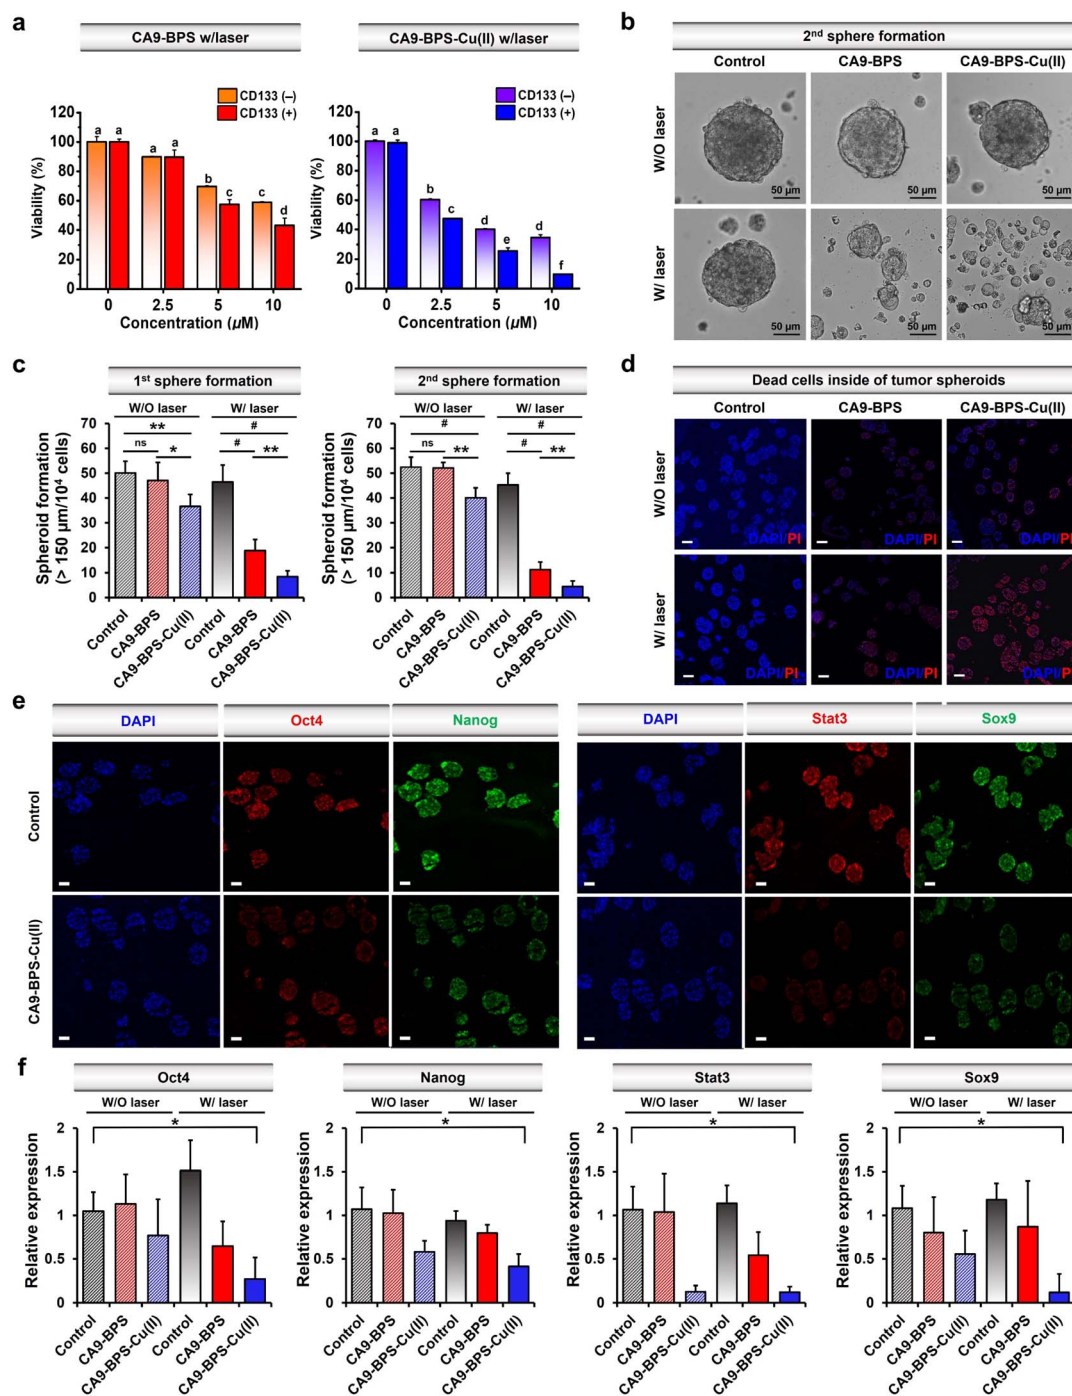 a
CA9-BPS w/laser
CA9-BPS-Cu(II) w/laser
CD133 (–)
CD133 (+)
CD133 (–)
CD133 (+)
Viability (%)
120
100
80
60
40
20
0
a a a a b c c d
0 2.5 5 10
Concentration (μM)
Viability (%)
120
100
80
60
40
20
0
a a b c d e d f
0 2.5 5 10
Concentration (μM)
b
2nd sphere formation
Control CA9-BPS CA9-BPS-Cu(II)
W/O laser
50 μm 50 μm 50 μm
W/ laser
50 μm 50 μm 50 μm
c
1st sphere formation
W/O laser W/ laser
** #
ns * # **
Spheroid formation
(> 150 μm/10⁴ cells)
70
60
50
40
30
20
10
0
Control CA9-BPS CA9-BPS-Cu(II) Control CA9-BPS CA9-BPS-Cu(II)
2nd sphere formation
W/O laser W/ laser
# #
ns ** # **
Spheroid formation
(> 150 μm/10⁴ cells)
70
60
50
40
30
20
10
0
Control CA9-BPS CA9-BPS-Cu(II) Control CA9-BPS CA9-BPS-Cu(II)
d
Dead cells inside of tumor spheroids
Control CA9-BPS CA9-BPS-Cu(II)
W/O laser
DAPI/PI DAPI/PI DAPI/PI
W/ laser
DAPI/PI DAPI/PI DAPI/PI
e
DAPI Oct4 Nanog DAPI Stat3 Sox9
Control
CA9-BPS-Cu(II)
f
Oct4
W/O laser W/ laser
*
Relative expression
2
1.5
1
0.5
0
Control CA9-BPS CA9-BPS-Cu(II) Control CA9-BPS CA9-BPS-Cu(II)
Nanog
W/O laser W/ laser
*
Relative expression
2
1.5
1
0.5
0
Control CA9-BPS CA9-BPS-Cu(II) Control CA9-BPS CA9-BPS-Cu(II)
Stat3
W/O laser W/ laser
*
Relative expression
2
1.5
1
0.5
0
Control CA9-BPS CA9-BPS-Cu(II) Control CA9-BPS CA9-BPS-Cu(II)
Sox9
W/O laser W/ laser
*
Relative expression
2
1.5
1
0.5
0
Control CA9-BPS CA9-BPS-Cu(II) Control CA9-BPS CA9-BPS-Cu(II)